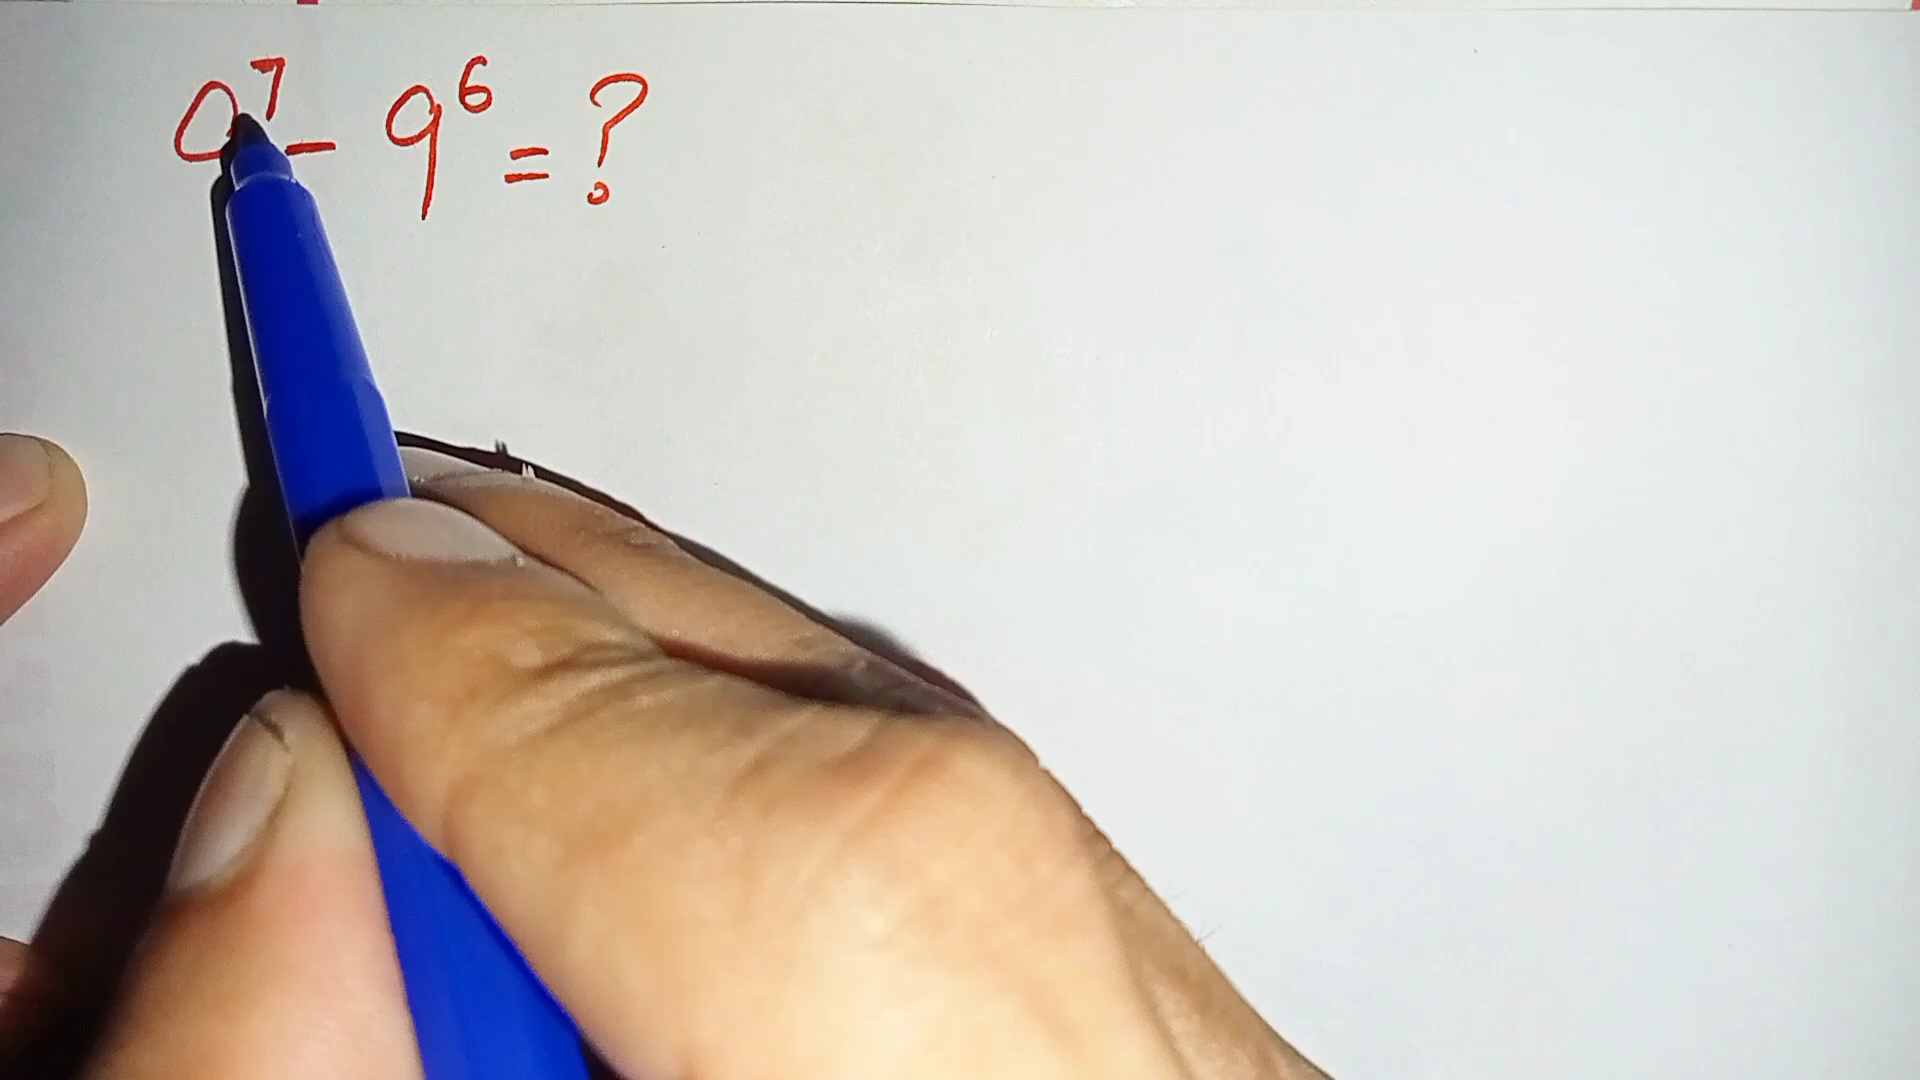 9⁷ - 9⁶ = ?